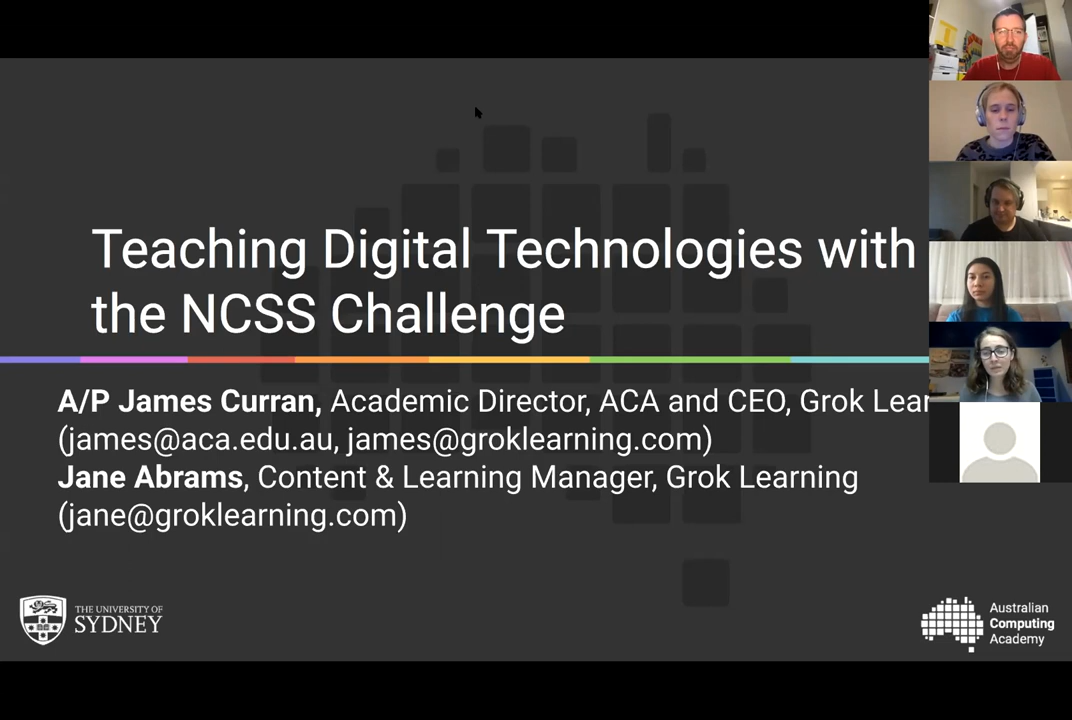 Teaching Digital Technologies with
the NCSS Challenge
A/P James Curran, Academic Director, ACA and CEO, Grok Lear
(james@aca.edu.au, james@groklearning.com)
Jane Abrams, Content & Learning Manager, Grok Learning
(jane@groklearning.com)
THE UNIVERSITY OF
SYDNEY
Australian
Computing
Academy